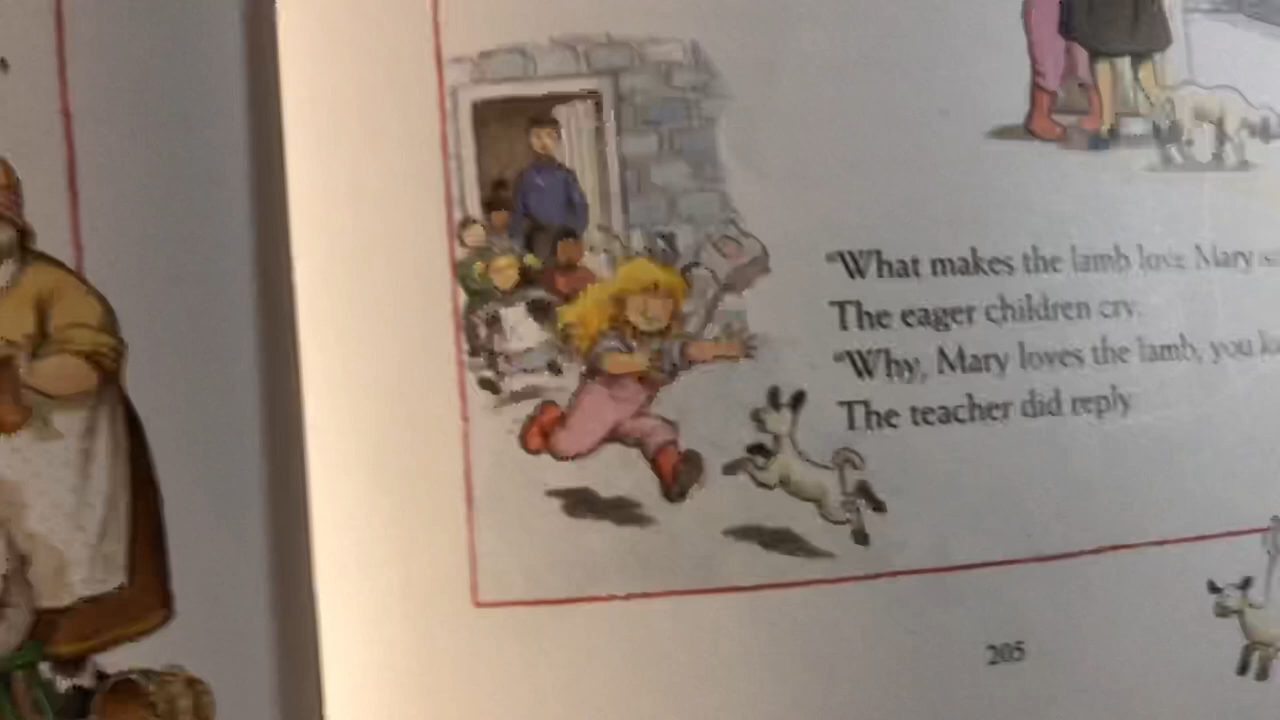 "What makes the lamb love Mary
The eager children cry.
"Why, Mary loves the lamb, you
The teacher did reply
205